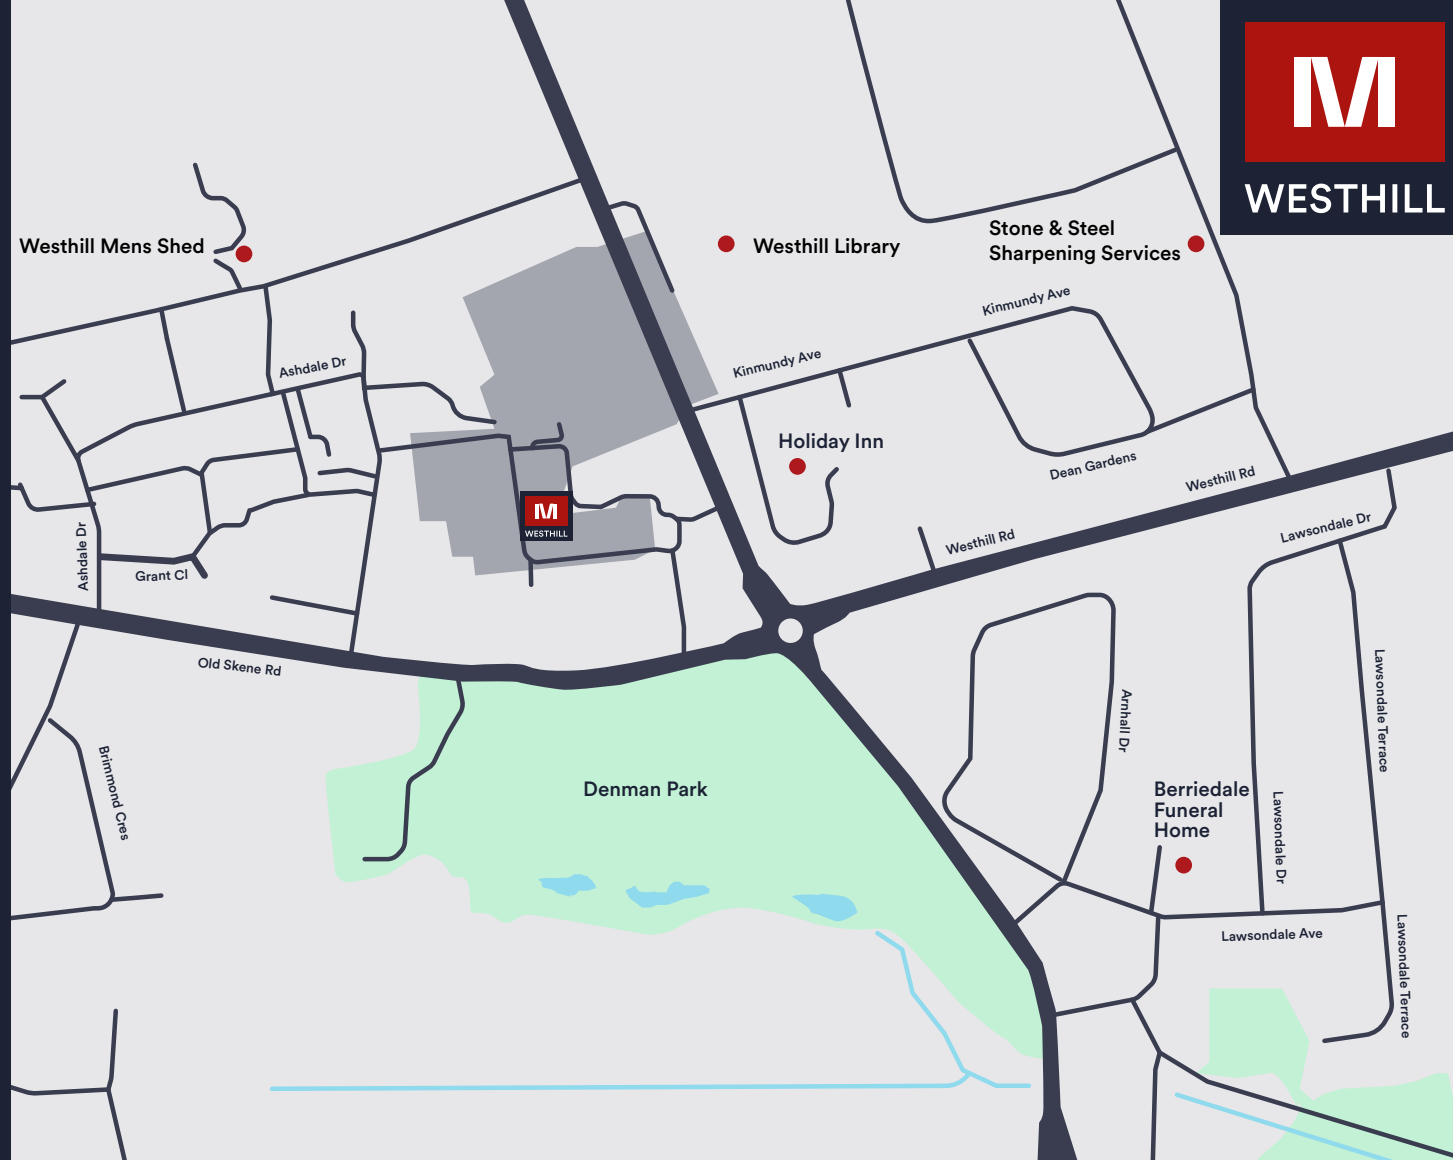 M
WESTHILL
Westhill Mens Shed
Westhill Library
Stone & Steel
Sharpening Services
Kinmundy Ave
Kinmundy Ave
Ashdale Dr
Holiday Inn
Dean Gardens
Westhill Rd
Westhill Rd
Lawsondale Dr
M
WESTHILL
Ashdale Dr
Grant Cl
Old Skene Rd
Arnhall Dr
Lawsondale Terrace
Brimmond Cres
Denman Park
Berriedale
Funeral
Home
Lawsondale Dr
Lawsondale Ave
Lawsondale Terrace